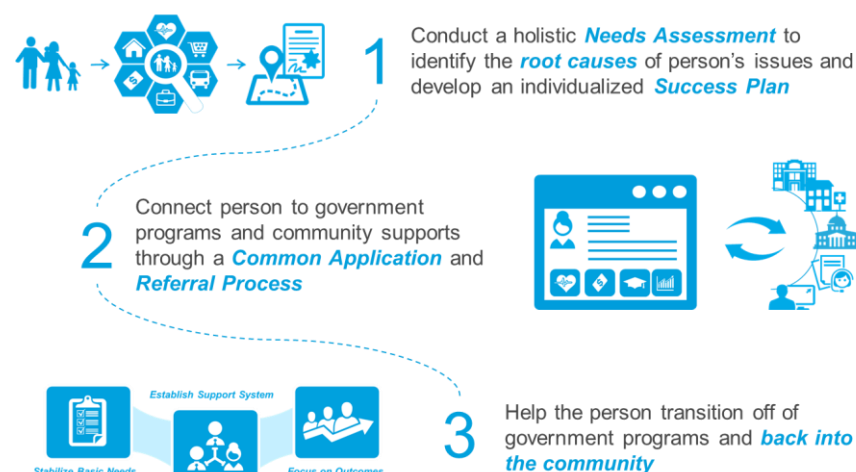 1
Conduct a holistic Needs Assessment to
identify the root causes of person's issues and
develop an individualized Success Plan
2
Connect person to government
programs and community supports
through a Common Application and
Referral Process
Establish Support System
Stabilize Basic Needs
Focus on Outcomes
3
Help the person transition off of
government programs and back into
the community